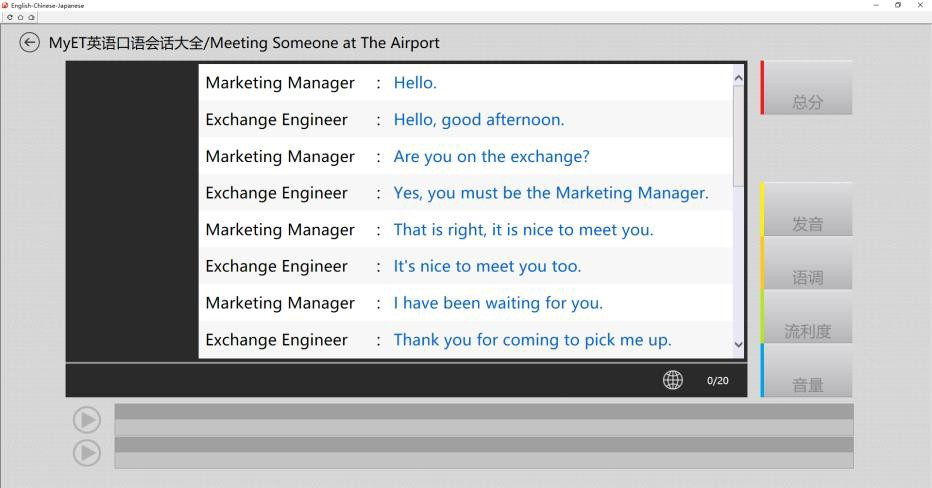 English-Chinese-Japanese
MyET英语口语会话大全/Meeting Someone at The Airport
Marketing Manager : Hello.
Exchange Engineer : Hello, good afternoon.
Marketing Manager : Are you on the exchange?
Exchange Engineer : Yes, you must be the Marketing Manager.
Marketing Manager : That is right, it is nice to meet you.
Exchange Engineer : It's nice to meet you too.
Marketing Manager : I have been waiting for you.
Exchange Engineer : Thank you for coming to pick me up.
0/20
总分
发音
语调
流利度
音量